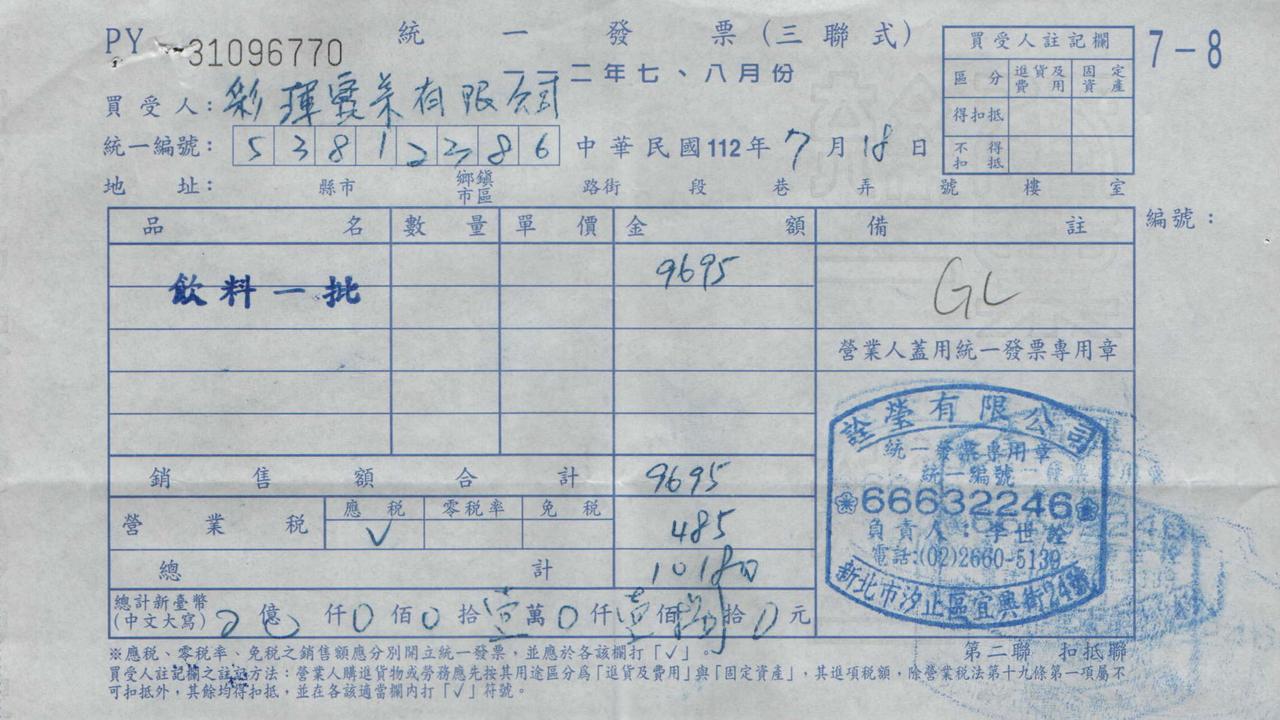 PY 31096770
統一發票(三聯式)
一一二年七、八月份
7-8
買受人註記欄
區分 進貨及費用 固定資產
得扣抵
不得扣抵
買受人: 彩琿實業有限公司
統一編號: 53812286 中華民國112年7月18日
地址: 縣市 鄉鎮市區 路街 段 巷 弄 號 樓 室
品名 數量 單價 金額 備註 編號:
飲料一批 9695 GL
營業人蓋用統一發票專用章
銷售額合計 9695
營業稅 應稅 零稅率 免稅 485
√
總計 10180
總計新臺幣(中文大寫) 0億 仟0佰0拾壹萬0仟壹佰捌拾0元
詮瑩有限公司
統一發票專用章
統一編號
66632246
負責人:李世詮
電話:(02)2660-5139
新北市汐止區宜興街24號
第二聯 扣抵聯
※應稅、零稅率、免稅之銷售額應分別開立統一發票,並應於各該欄打「√」。
買受人註記欄之註記方法:營業人購進貨物或勞務應先按其用途區分為「進貨及費用」與「固定資產」,其進項稅額,除營業稅法第十九條第一項屬不
可扣抵外,其餘均得扣抵,並在各該適當欄內打「√」符號。